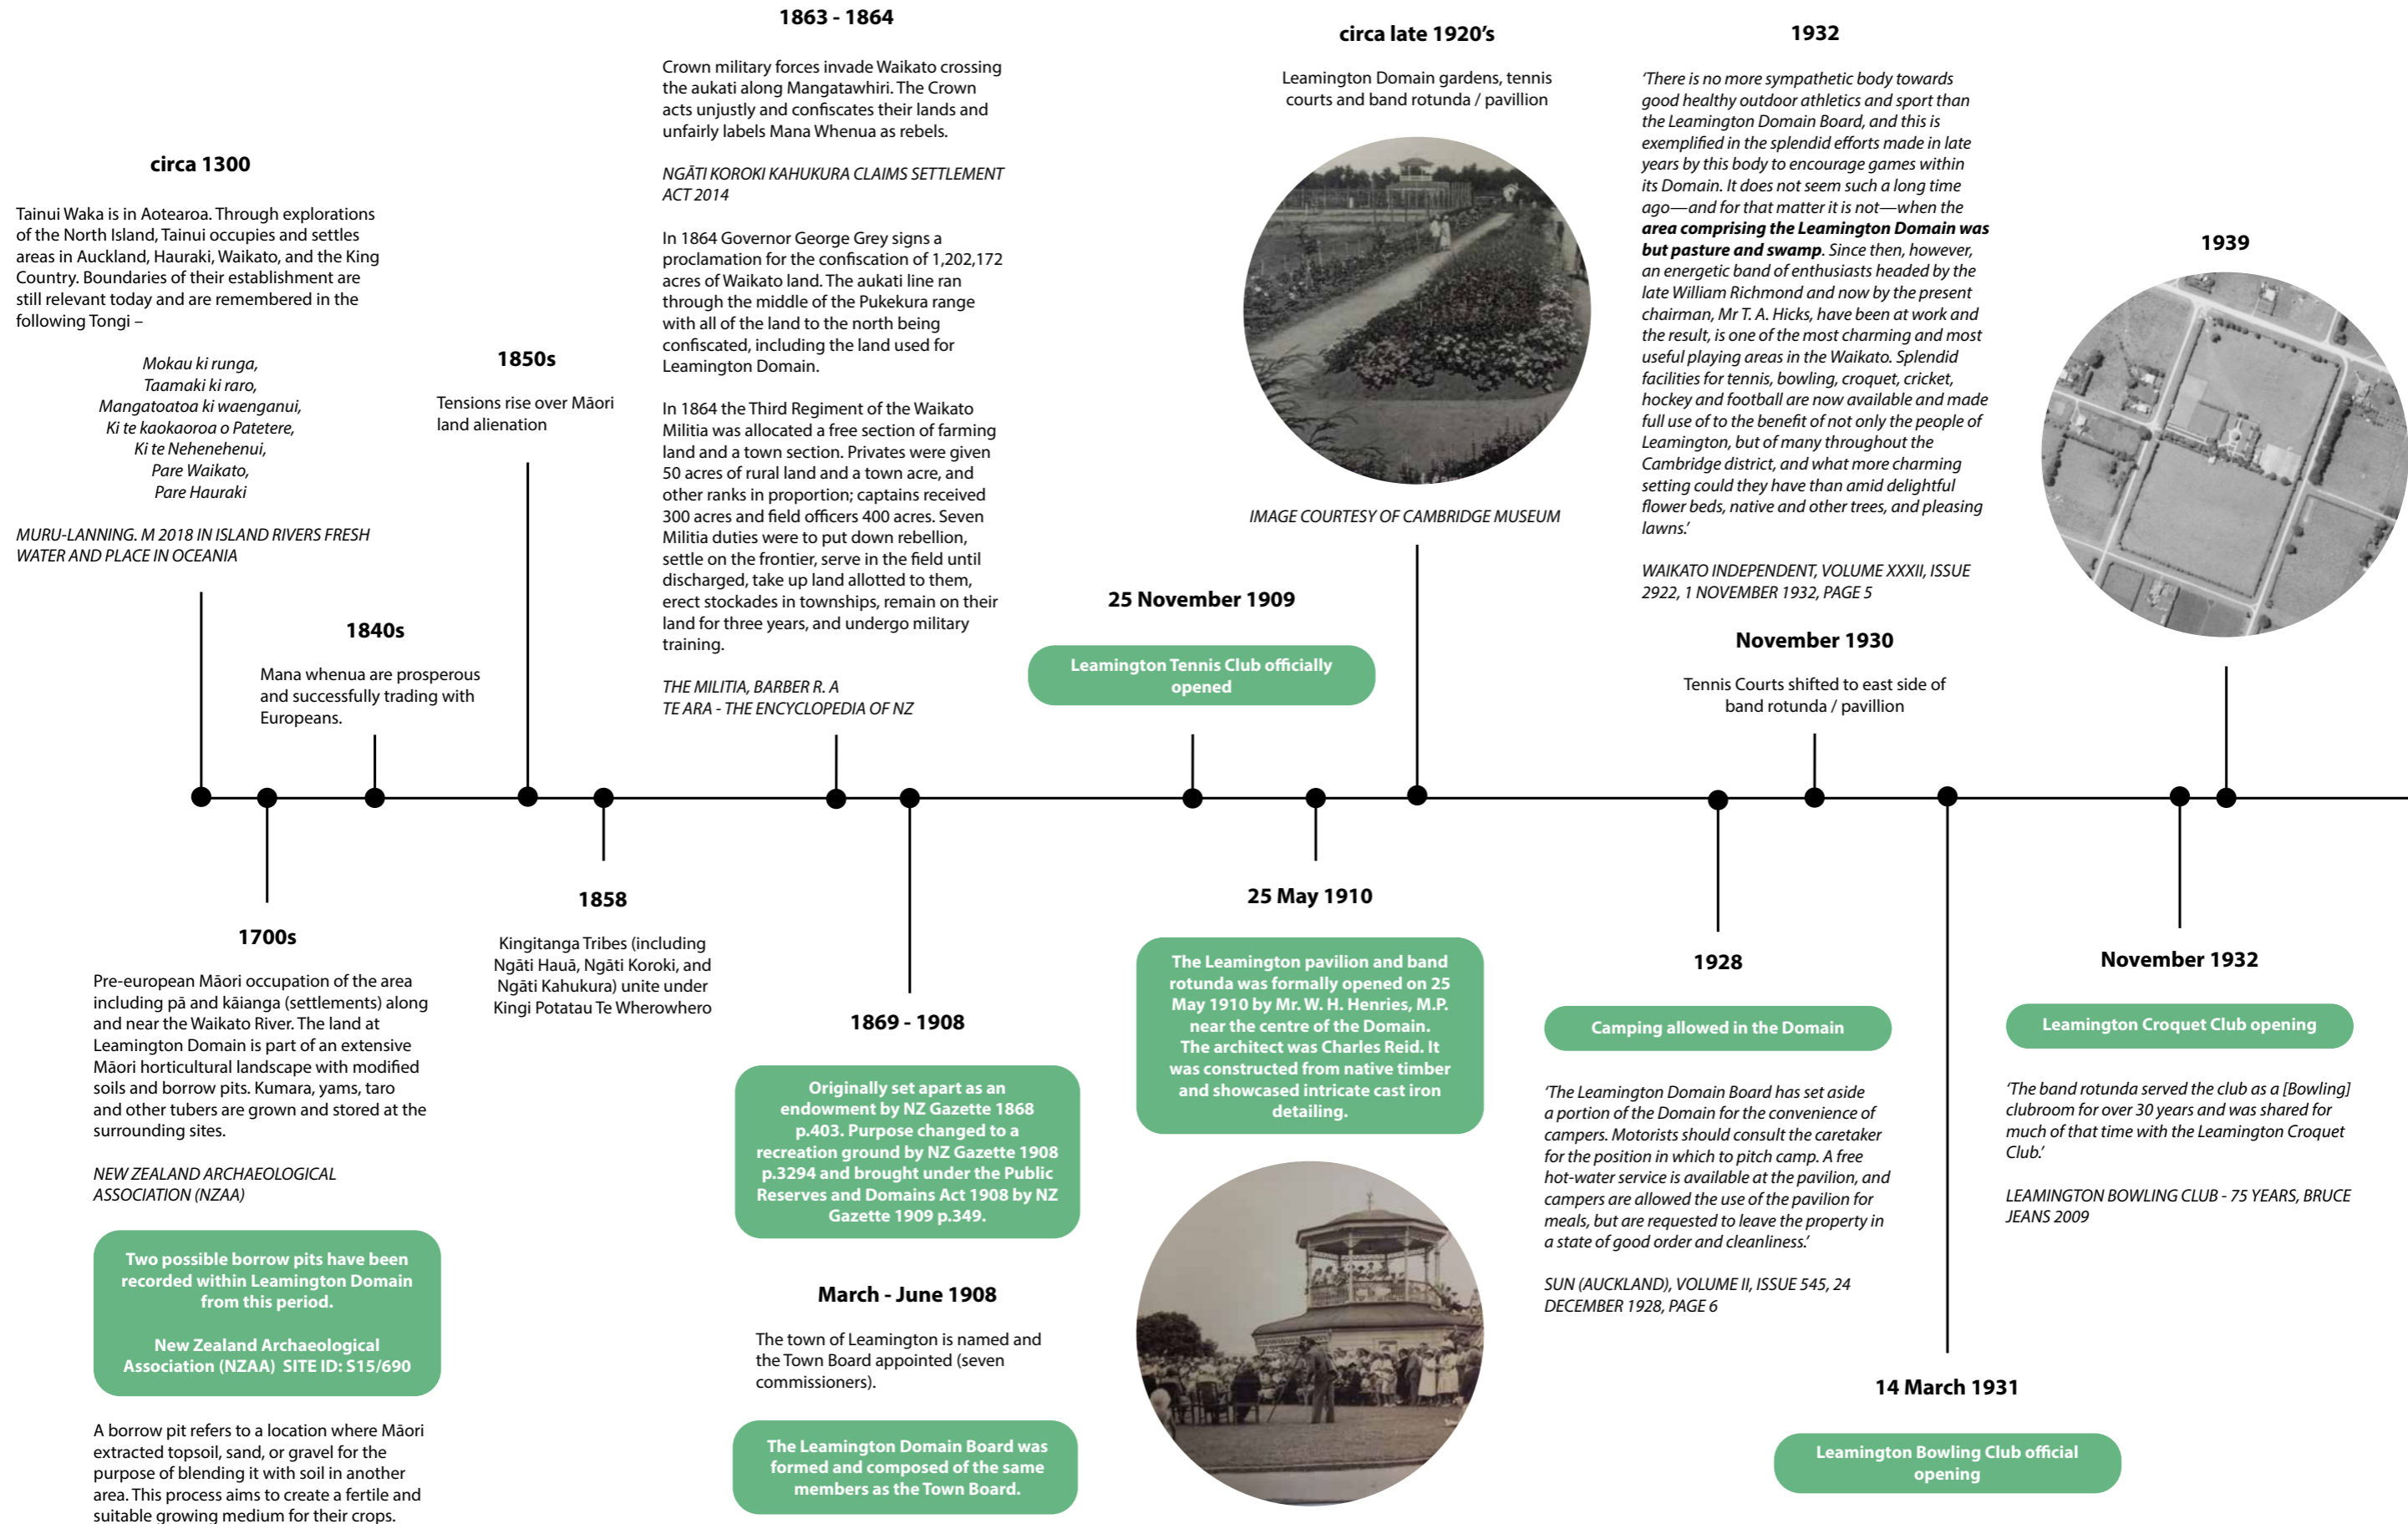 circa 1300
Tainui Waka is in Aotearoa. Through explorations
of the North Island, Tainui occupies and settles
areas in Auckland, Hauraki, Waikato, and the King
Country. Boundaries of their establishment are
still relevant today and are remembered in the
following Tongi –
Mokau ki runga,
Taamaki ki raro,
Mangatoatoa ki waenganui,
Ki te kaokaoroa o Patetere,
Ki te Nehenehenui,
Pare Waikato,
Pare Hauraki
MURU-LANNING. M 2018 IN ISLAND RIVERS FRESH
WATER AND PLACE IN OCEANIA
1700s
Pre-european Māori occupation of the area
including pā and kāianga (settlements) along
and near the Waikato River. The land at
Leamington Domain is part of an extensive
Māori horticultural landscape with modified
soils and borrow pits. Kumara, yams, taro
and other tubers are grown and stored at the
surrounding sites.
NEW ZEALAND ARCHAEOLOGICAL
ASSOCIATION (NZAA)
Two possible borrow pits have been
recorded within Leamington Domain
from this period.
New Zealand Archaeological
Association (NZAA) SITE ID: S15/690
A borrow pit refers to a location where Māori
extracted topsoil, sand, or gravel for the
purpose of blending it with soil in another
area. This process aims to create a fertile and
suitable growing medium for their crops.
1840s
Mana whenua are prosperous
and successfully trading with
Europeans.
1850s
Tensions rise over Māori
land alienation
1858
Kingitanga Tribes (including
Ngāti Hauā, Ngāti Koroki, and
Ngāti Kahukura) unite under
Kingi Potatau Te Wherowhero
1863 - 1864
Crown military forces invade Waikato crossing
the aukati along Mangatawhiri. The Crown
acts unjustly and confiscates their lands and
unfairly labels Mana Whenua as rebels.
NGĀTI KOROKI KAHUKURA CLAIMS SETTLEMENT
ACT 2014
In 1864 Governor George Grey signs a
proclamation for the confiscation of 1,202,172
acres of Waikato land. The aukati line ran
through the middle of the Pukekura range
with all of the land to the north being
confiscated, including the land used for
Leamington Domain.
In 1864 the Third Regiment of the Waikato
Militia was allocated a free section of farming
land and a town section. Privates were given
50 acres of rural land and a town acre, and
other ranks in proportion; captains received
300 acres and field officers 400 acres. Seven
Militia duties were to put down rebellion,
settle on the frontier, serve in the field until
discharged, take up land allotted to them,
erect stockades in townships, remain on their
land for three years, and undergo military
training.
THE MILITIA, BARBER R. A
TE ARA - THE ENCYCLOPEDIA OF NZ
1869 - 1908
Originally set apart as an
endowment by NZ Gazette 1868
p.403. Purpose changed to a
recreation ground by NZ Gazette 1908
p.3294 and brought under the Public
Reserves and Domains Act 1908 by NZ
Gazette 1909 p.349.
March - June 1908
The town of Leamington is named and
the Town Board appointed (seven
commissioners).
The Leamington Domain Board was
formed and composed of the same
members as the Town Board.
25 November 1909
Leamington Tennis Club officially
opened
25 May 1910
The Leamington pavilion and band
rotunda was formally opened on 25
May 1910 by Mr. W. H. Henries, M.P.
near the centre of the Domain.
The architect was Charles Reid. It
was constructed from native timber
and showcased intricate cast iron
detailing.
circa late 1920's
Leamington Domain gardens, tennis
courts and band rotunda / pavillion
IMAGE COURTESY OF CAMBRIDGE MUSEUM
1928
Camping allowed in the Domain
'The Leamington Domain Board has set aside
a portion of the Domain for the convenience of
campers. Motorists should consult the caretaker
for the position in which to pitch camp. A free
hot-water service is available at the pavilion, and
campers are allowed the use of the pavilion for
meals, but are requested to leave the property in
a state of good order and cleanliness.'
SUN (AUCKLAND), VOLUME II, ISSUE 545, 24
DECEMBER 1928, PAGE 6
1932
'There is no more sympathetic body towards
good healthy outdoor athletics and sport than
the Leamington Domain Board, and this is
exemplified in the splendid efforts made in late
years by this body to encourage games within
its Domain. It does not seem such a long time
ago—and for that matter it is not—when the
area comprising the Leamington Domain was
but pasture and swamp. Since then, however,
an energetic band of enthusiasts headed by the
late William Richmond and now by the present
chairman, Mr T. A. Hicks, have been at work and
the result, is one of the most charming and most
useful playing areas in the Waikato. Splendid
facilities for tennis, bowling, croquet, cricket,
hockey and football are now available and made
full use of to the benefit of not only the people of
Leamington, but of many throughout the
Cambridge district, and what more charming
setting could they have than amid delightful
flower beds, native and other trees, and pleasing
lawns.'
WAIKATO INDEPENDENT, VOLUME XXXII, ISSUE
2922, 1 NOVEMBER 1932, PAGE 5
November 1930
Tennis Courts shifted to east side of
band rotunda / pavillion
14 March 1931
Leamington Bowling Club official
opening
November 1932
Leamington Croquet Club opening
'The band rotunda served the club as a [Bowling]
clubroom for over 30 years and was shared for
much of that time with the Leamington Croquet
Club.'
LEAMINGTON BOWLING CLUB - 75 YEARS, BRUCE
JEANS 2009
1939